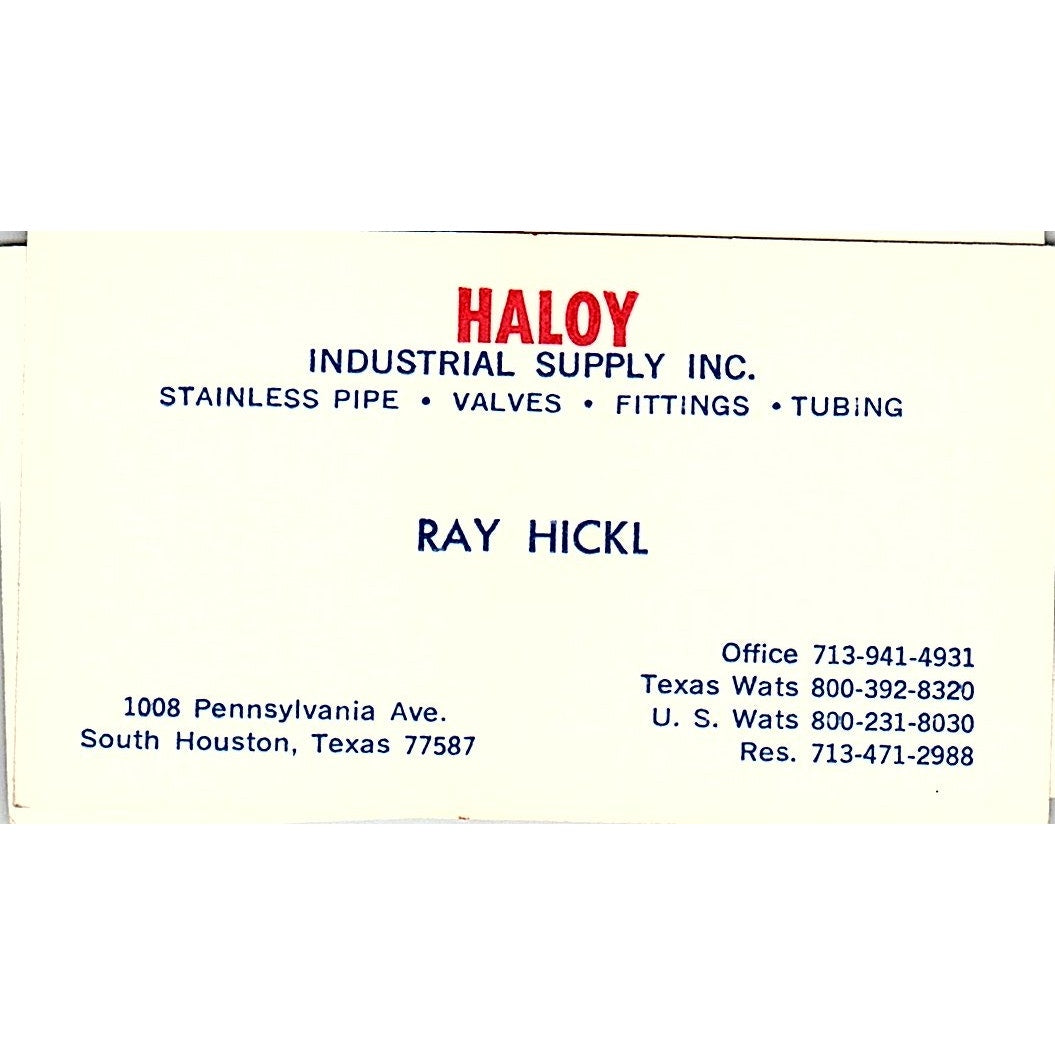 HALOY
INDUSTRIAL SUPPLY INC.
STAINLESS PIPE • VALVES • FITTINGS • TUBING
RAY HICKL
1008 Pennsylvania Ave.
South Houston, Texas 77587
Office 713-941-4931
Texas Wats 800-392-8320
U. S. Wats 800-231-8030
Res. 713-471-2988